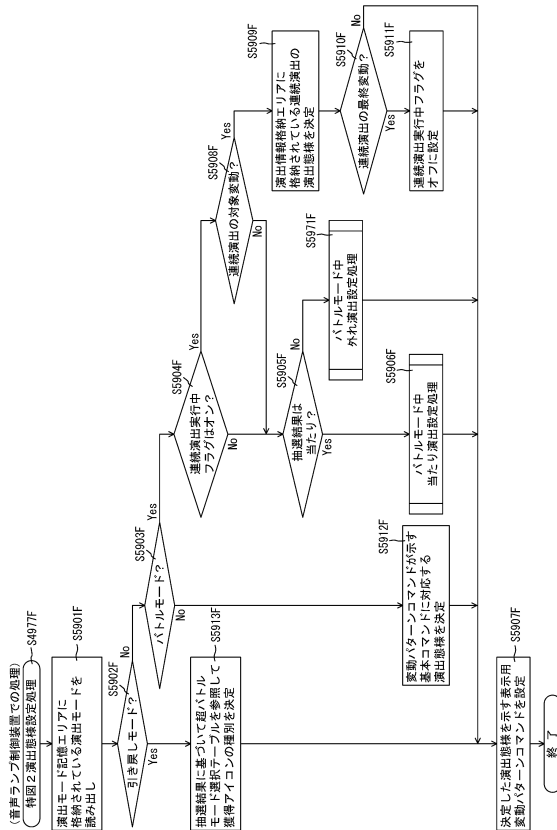 (音声ランプ制御装置での処理)
特図2演出態様設定処理
S4977F
演出モード記憶エリアに
格納されている演出モードを
読み出し
S5901F
引き戻しモード?
S5902F
Yes
No
抽選結果に基づいて超バトル
モード選択テーブルを参照して
獲得アイコンの種別を決定
S5913F
バトルモード?
S5903F
Yes
No
変動パターンコマンドが示す
基本コマンドに対応する
演出態様を決定
S5912F
連続演出実行中
フラグはオン?
S5904F
Yes
No
抽選結果は
当たり?
S5905F
No
Yes
バトルモード中
当たり演出設定処理
S5906F
バトルモード中
外れ演出設定処理
S5971F
連続演出の対象変動?
S5908F
Yes
No
演出情報格納エリアに
格納されている連続演出の
演出態様を決定
S5909F
連続演出の最終変動?
S5910F
No
Yes
連続演出実行中フラグを
オフに設定
S5911F
決定した演出態様を示す表示用
変動パターンコマンドを設定
S5907F
終了